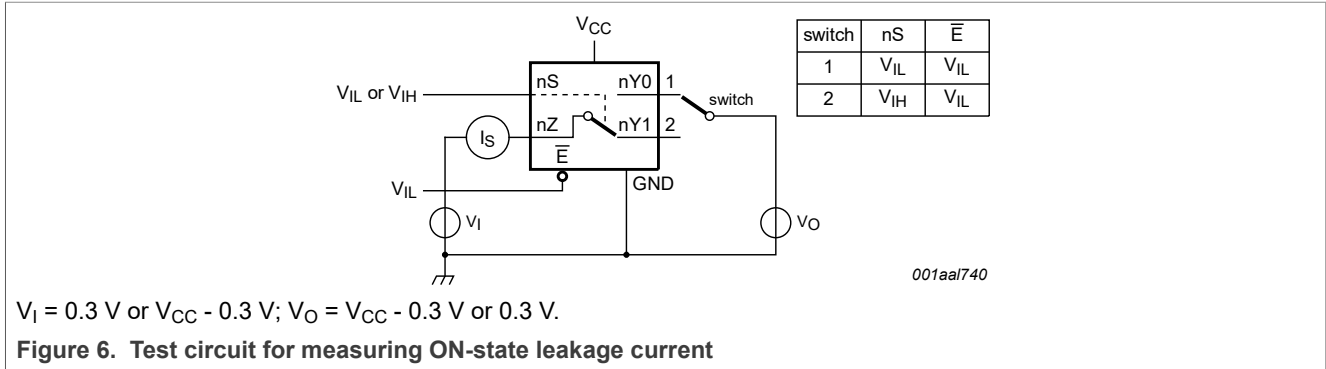 VCC
switch nS E̅
1 VIL VIL
2 VIH VIL
VIL or VIH
nS nY0 1
switch
IS
nZ nY1 2
E̅
VIL
GND
VI
VO
001aal740
VI = 0.3 V or VCC - 0.3 V; VO = VCC - 0.3 V or 0.3 V.
Figure 6. Test circuit for measuring ON-state leakage current